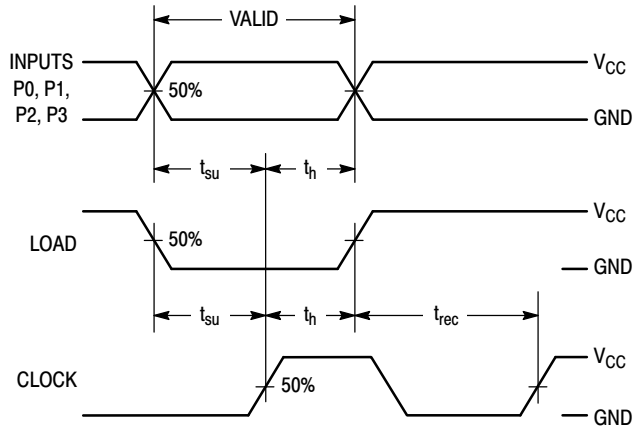 VALID
INPUTS
P0, P1,
P2, P3
50%
VCC
GND
tsu
th
LOAD
50%
VCC
GND
tsu
th
trec
CLOCK
50%
VCC
GND